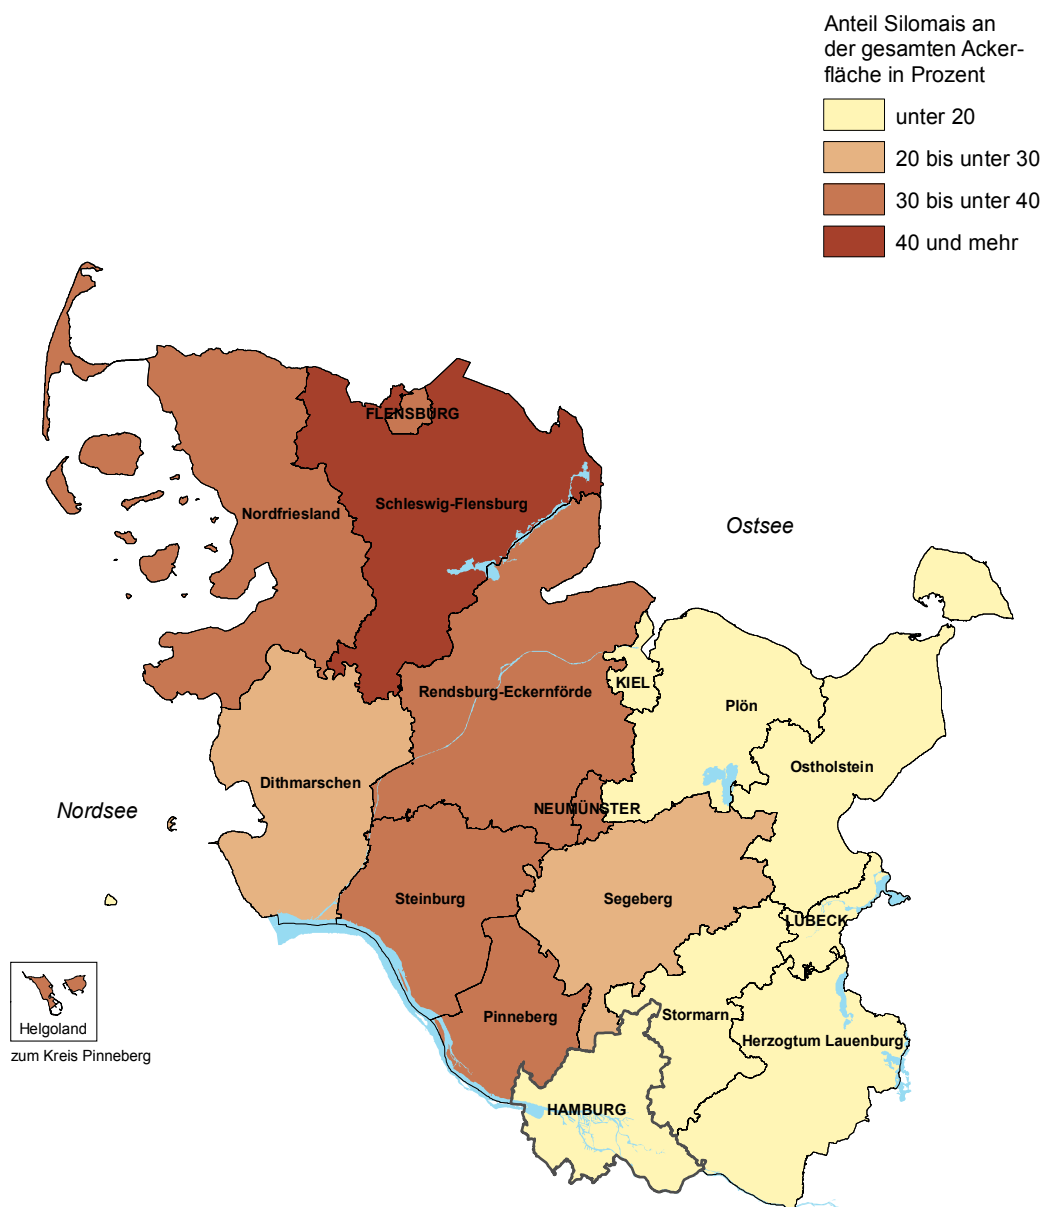 Anteil Silomais an
der gesamten Acker-
fläche in Prozent
unter 20
20 bis unter 30
30 bis unter 40
40 und mehr
FLENSBURG
Schleswig-Flensburg
Nordfriesland
Ostsee
KIEL
Rendsburg-Eckernförde
Plön
Ostholstein
Dithmarschen
Nordsee
NEUMÜNSTER
Steinburg
Segeberg
LÜBECK
Pinneberg
Stormarn
Helgoland
Herzogtum Lauenburg
zum Kreis Pinneberg
HAMBURG